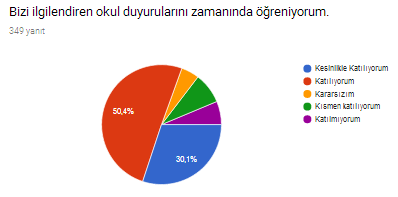 Bizi ilgilendiren okul duyurularını zamanında öğreniyorum.
349 yanıt
Kesinlikle Katılıyorum
Katılıyorum
Kararsızım
Kısmen katılıyorum
Katılmıyorum
50,4%
30,1%